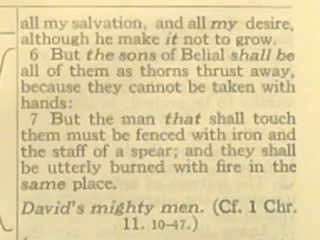 all my salvation, and all my desire,
although he make it not to grow.
6 But the sons of Belial shall be
all of them as thorns thrust away,
because they cannot be taken with
hands:
7 But the man that shall touch
them must be fenced with iron and
the staff of a spear; and they shall
be utterly burned with fire in the
same place.
David's mighty men. (Cf. 1 Chr.
11. 10-47.)